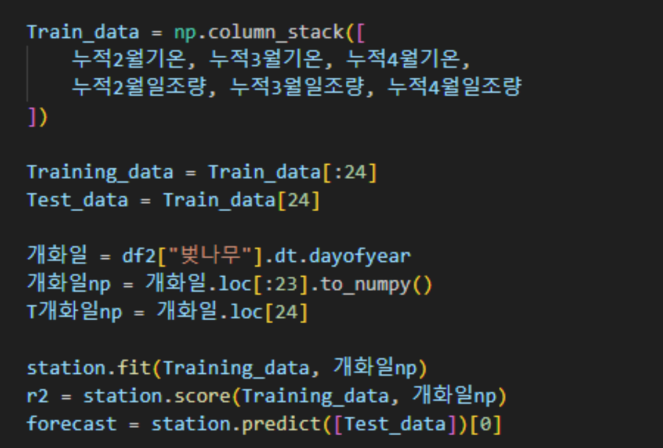 Train_data = np.column_stack([
    누적2월기온, 누적3월기온, 누적4월기온,
    누적2월일조량, 누적3월일조량, 누적4월일조량
])
Training_data = Train_data[:24]
Test_data = Train_data[24]
개화일 = df2["벚나무"].dt.dayofyear
개화일np = 개화일.loc[:23].to_numpy()
T개화일np = 개화일.loc[24]
station.fit(Training_data, 개화일np)
r2 = station.score(Training_data, 개화일np)
forecast = station.predict([Test_data])[0]